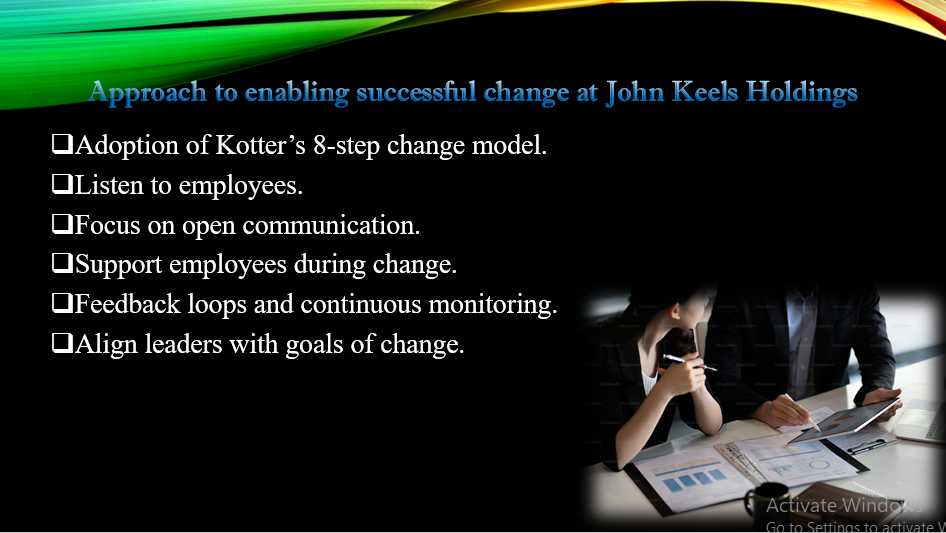 Approach to enabling successful change at John Keels Holdings
❑Adoption of Kotter’s 8-step change model.
❑Listen to employees.
❑Focus on open communication.
❑Support employees during change.
❑Feedback loops and continuous monitoring.
❑Align leaders with goals of change.
Activate Windows
Go to Settings to activate W